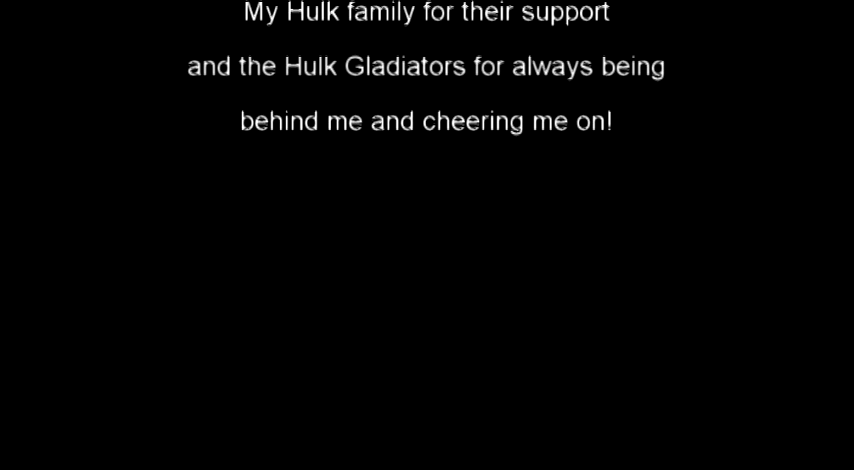 My Hulk family for their support
and the Hulk Gladiators for always being
behind me and cheering me on!